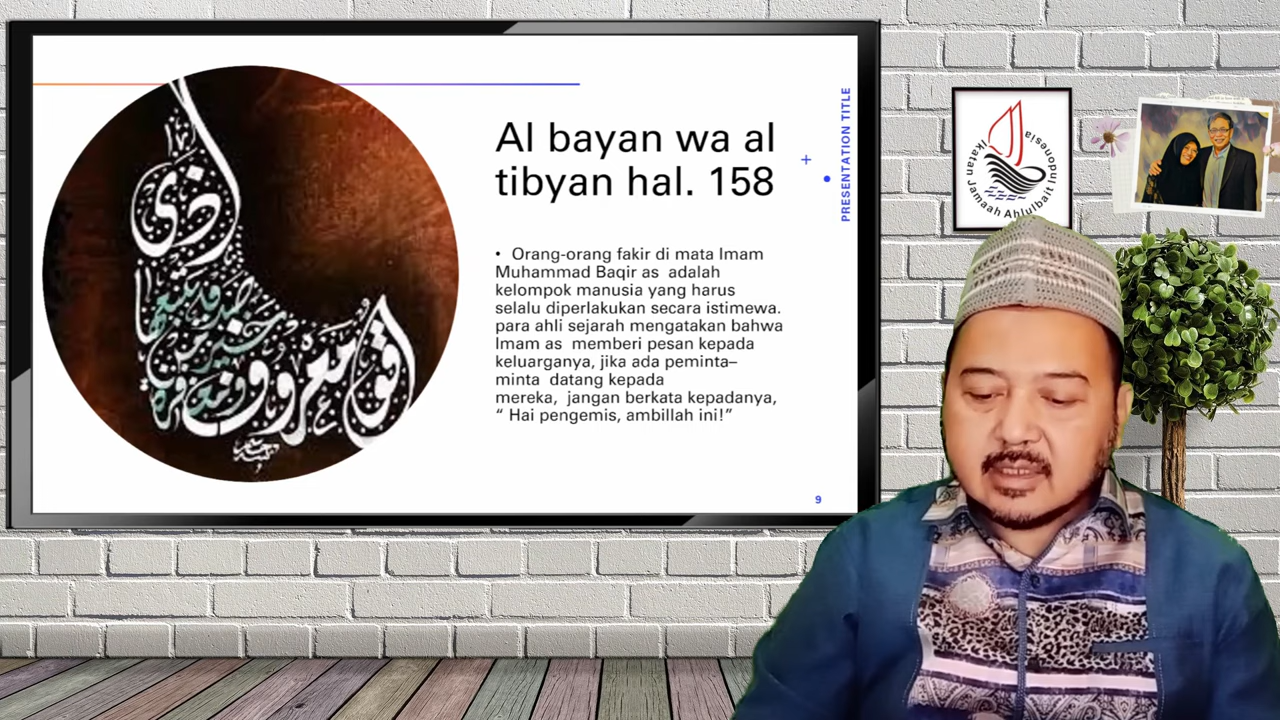 Al bayan wa al
tibyan hal. 158
• Orang-orang fakir di mata Imam
Muhammad Baqir as adalah
kelompok manusia yang harus
selalu diperlakukan secara istimewa.
para ahli sejarah mengatakan bahwa
Imam as memberi pesan kepada
keluarganya, jika ada peminta–
minta datang kepada
mereka, jangan berkata kepadanya,
“ Hai pengemis, ambillah ini!”
9
PRESENTATION TITLE
Ikatan Jamaah Ahlulbait Indonesia